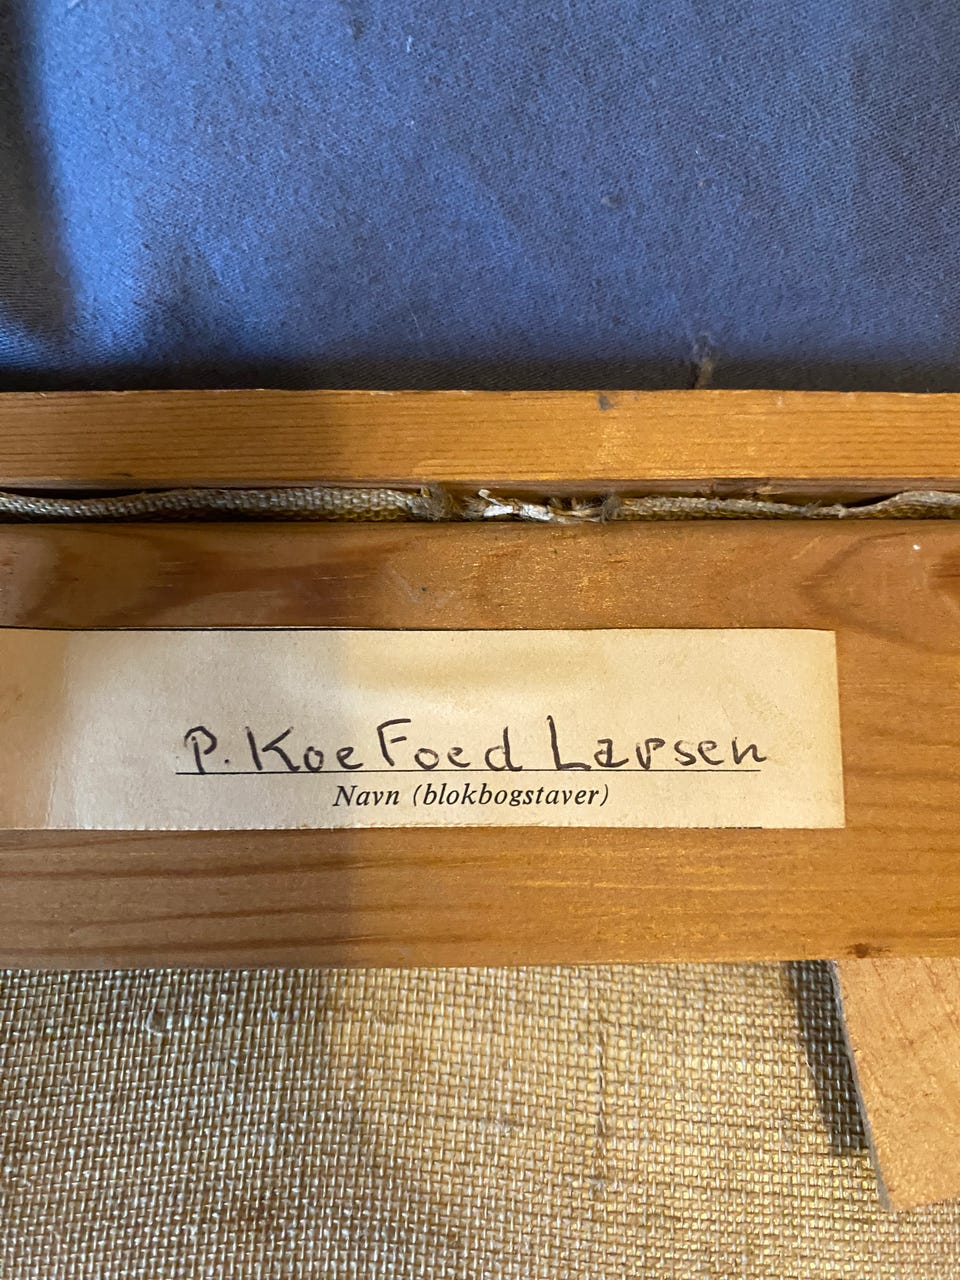 P. KoeFoed Larsen
Navn (blokbogstaver)